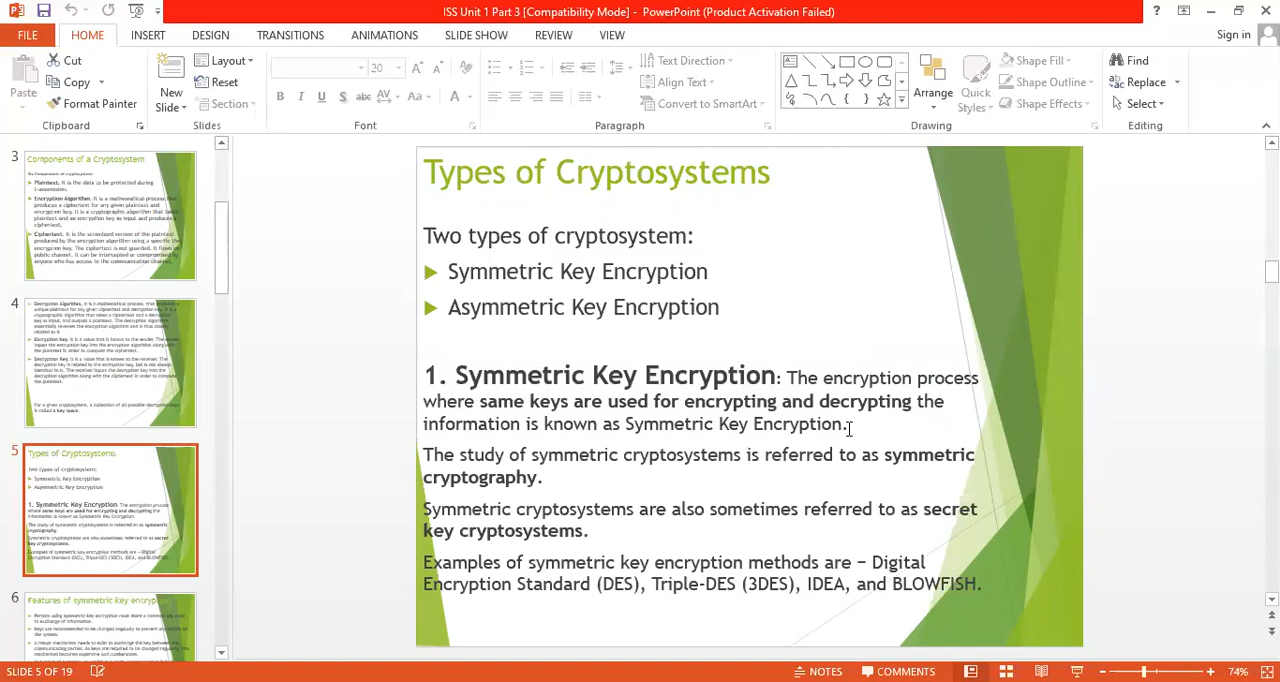 ISS Unit 1 Part 3 [Compatibility Mode] - PowerPoint (Product Activation Failed)
FILE HOME INSERT DESIGN TRANSITIONS ANIMATIONS SLIDE SHOW REVIEW VIEW Sign in
Paste Cut Copy Format Painter
Clipboard
New Slide Layout Reset Section
Slides
20
Font
Text Direction Align Text Convert to SmartArt
Paragraph
Arrange Quick Styles Shape Fill Shape Outline Shape Effects
Drawing
Find Replace Select
Editing
3
Components of a Cryptosystem
4
5
Types of Cryptosystems
6
Features of symmetric key encryption
Types of Cryptosystems
Two types of cryptosystem:
Symmetric Key Encryption
Asymmetric Key Encryption
1. Symmetric Key Encryption: The encryption process
where same keys are used for encrypting and decrypting the
information is known as Symmetric Key Encryption.
The study of symmetric cryptosystems is referred to as symmetric
cryptography.
Symmetric cryptosystems are also sometimes referred to as secret
key cryptosystems.
Examples of symmetric key encryption methods are − Digital
Encryption Standard (DES), Triple-DES (3DES), IDEA, and BLOWFISH.
SLIDE 5 OF 19 NOTES COMMENTS 74%